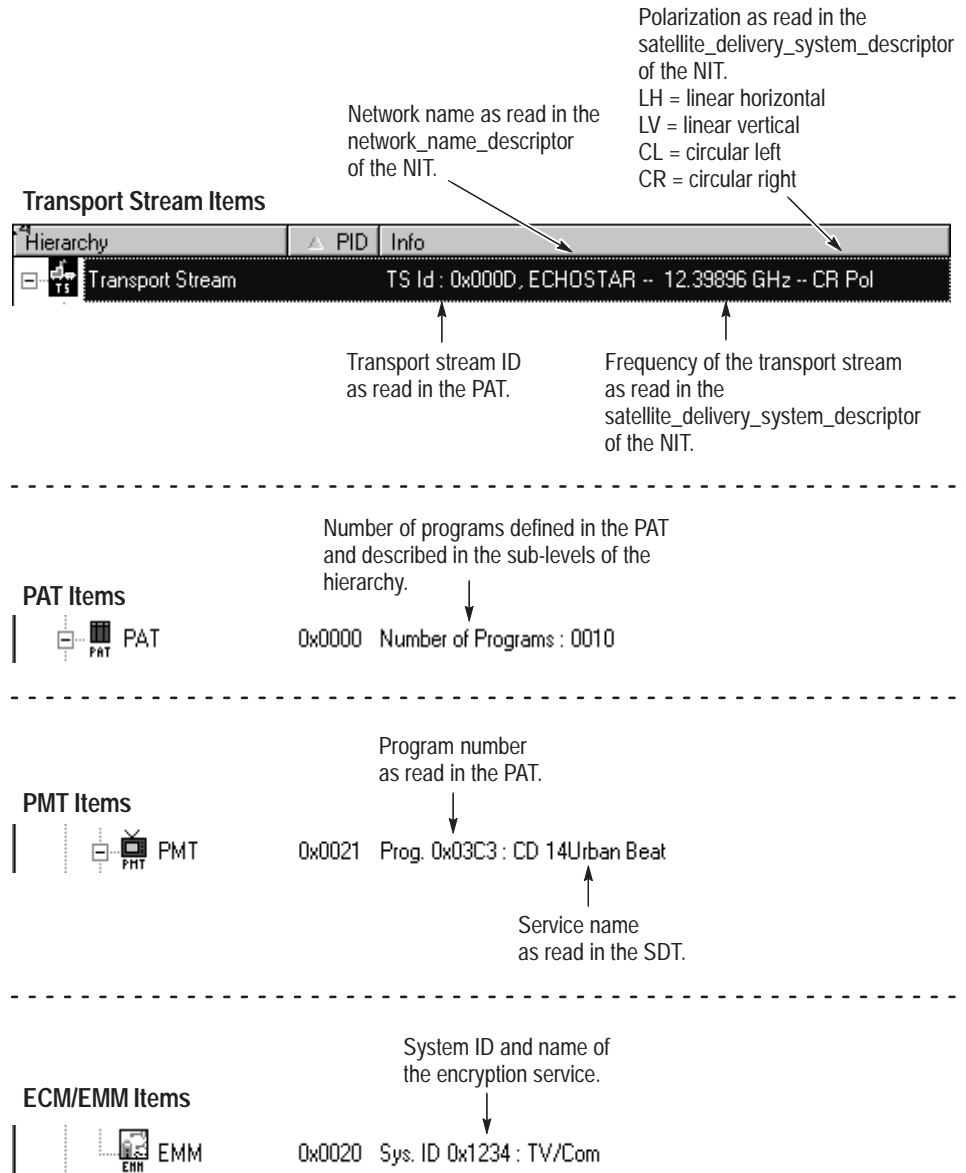 Polarization as read in the
satellite_delivery_system_descriptor
of the NIT.
LH = linear horizontal
LV = linear vertical
CL = circular left
CR = circular right
Network name as read in the
network_name_descriptor
of the NIT.
Transport Stream Items
Hierarchy PID Info
TS Transport Stream TS Id : 0x000D, ECHOSTAR -- 12.39896 GHz -- CR Pol
Transport stream ID
as read in the PAT.
Frequency of the transport stream
as read in the
satellite_delivery_system_descriptor
of the NIT.
Number of programs defined in the PAT
and described in the sub-levels of the
hierarchy.
PAT Items
PAT PAT 0x0000 Number of Programs : 0010
Program number
as read in the PAT.
PMT Items
PMT PMT 0x0021 Prog. 0x03C3 : CD 14Urban Beat
Service name
as read in the SDT.
System ID and name of
the encryption service.
ECM/EMM Items
EMM EMM 0x0020 Sys. ID 0x1234 : TV/Com